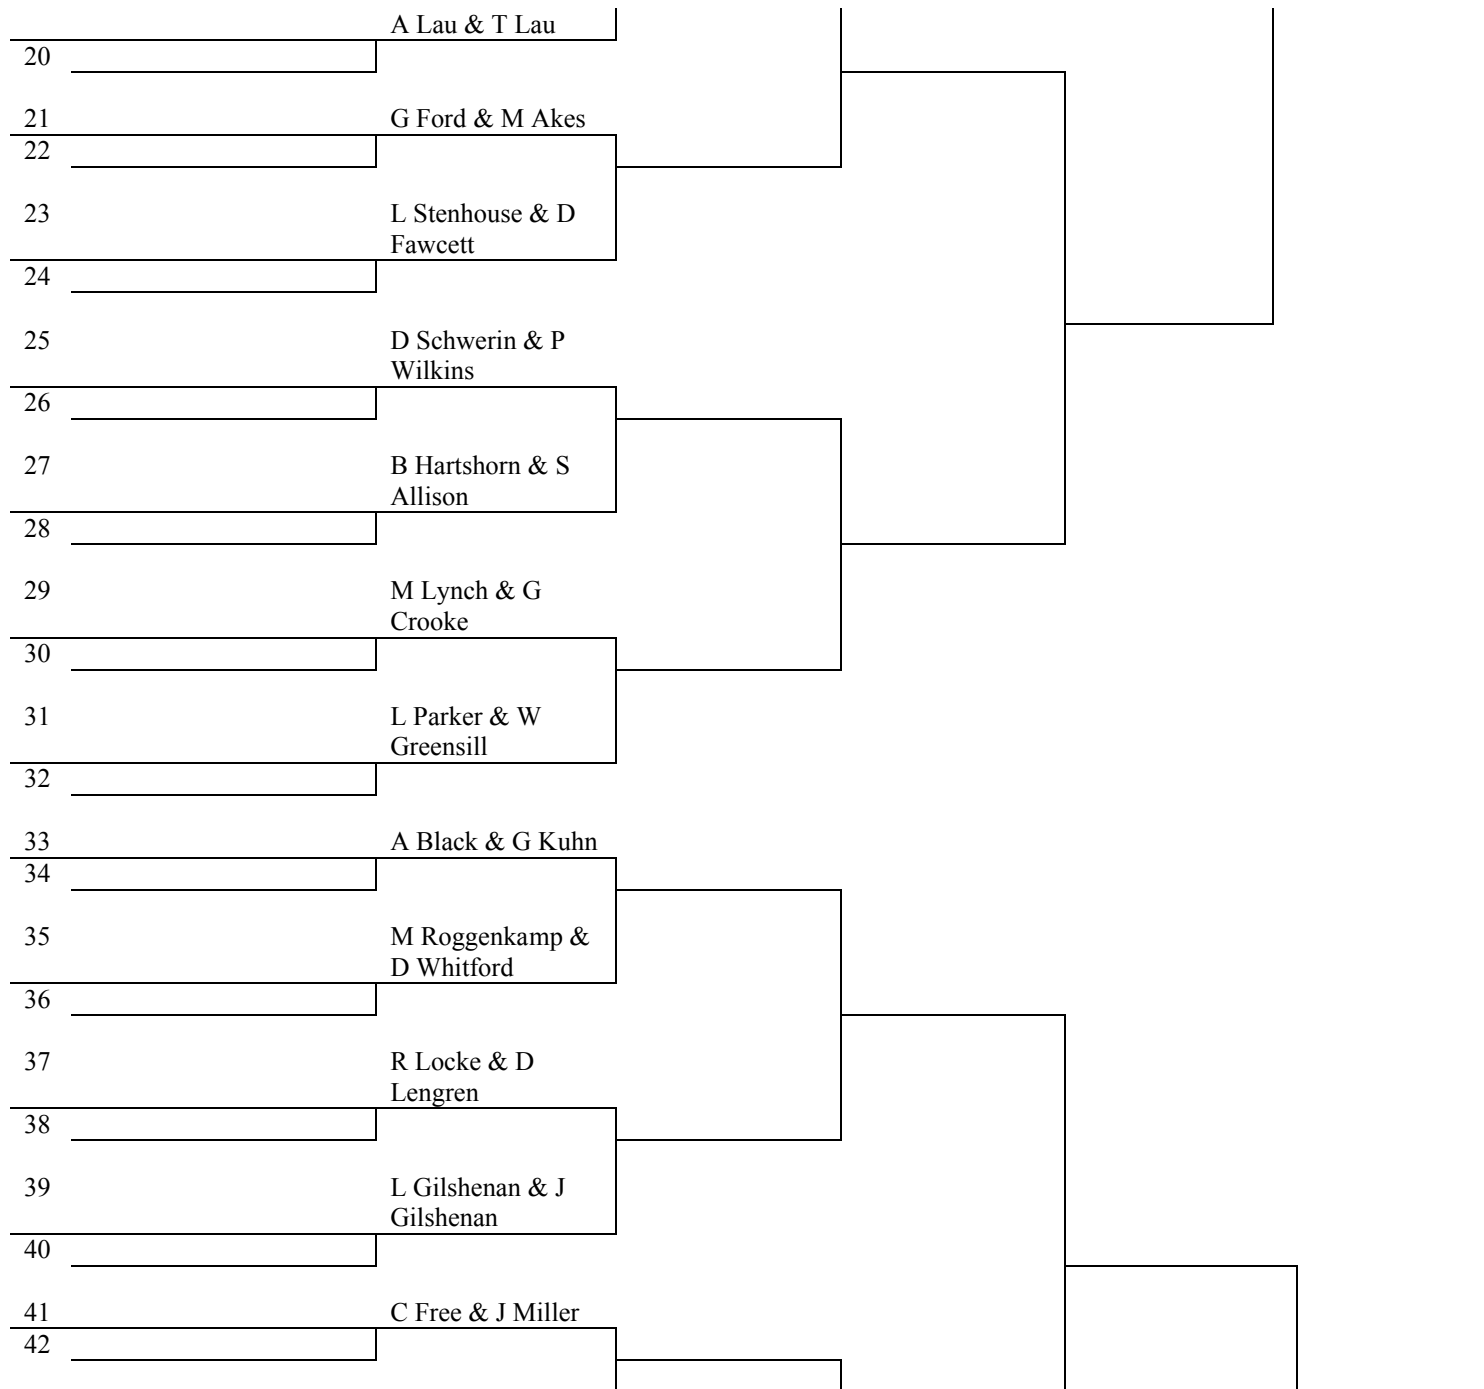 A Lau & T Lau
20
21 G Ford & M Akes
22
23 L Stenhouse & D
Fawcett
24
25 D Schwerin & P
Wilkins
26
27 B Hartshorn & S
Allison
28
29 M Lynch & G
Crooke
30
31 L Parker & W
Greensill
32
33 A Black & G Kuhn
34
35 M Roggenkamp &
D Whitford
36
37 R Locke & D
Lengren
38
39 L Gilshenan & J
Gilshenan
40
41 C Free & J Miller
42